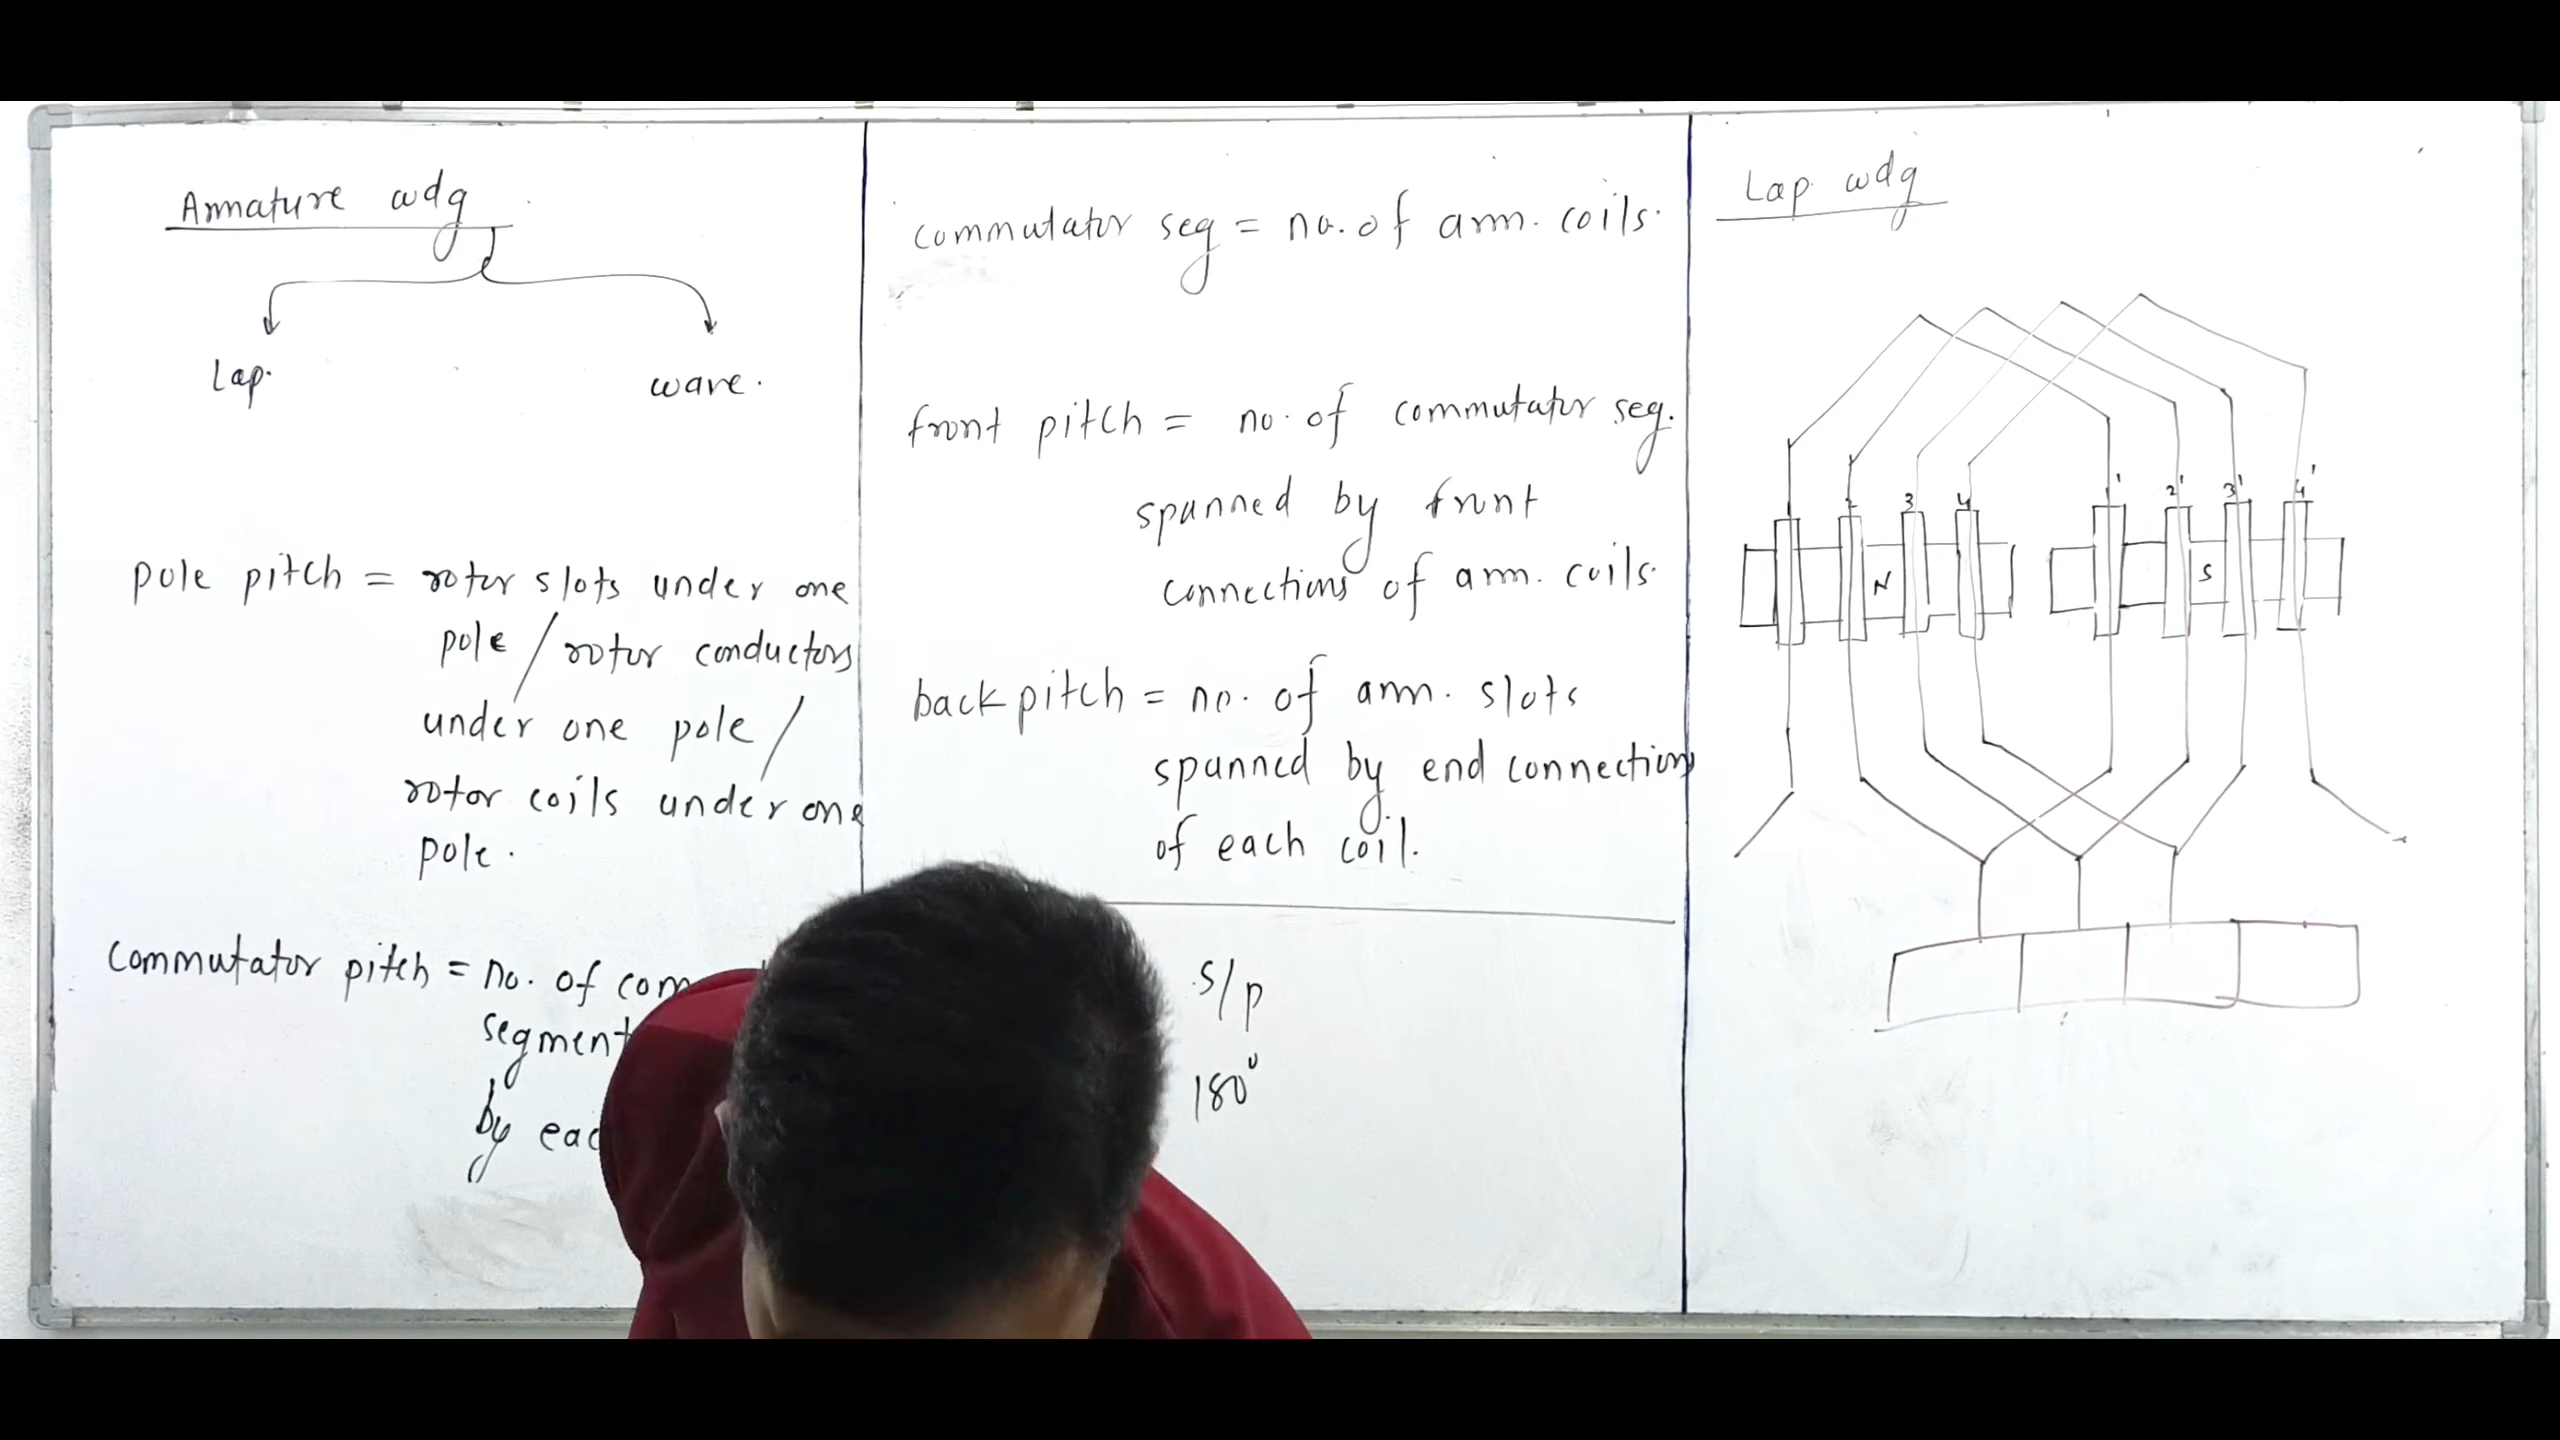 Armature wdg
Lap.
wave.
pole pitch = rotor slots under one
pole / rotor conductors
under one pole /
rotor coils under one
pole.
commutator pitch = no. of com
segment
by eac
commutator seg = no. of arm. coils.
front pitch = no. of commutator seg.
spanned by front
connections of arm. coils.
back pitch = no. of arm. slots
spanned by end connections
of each coil.
S/p
180°
Lap wdg
2 3 4 1' 2' 3' 4'
N S